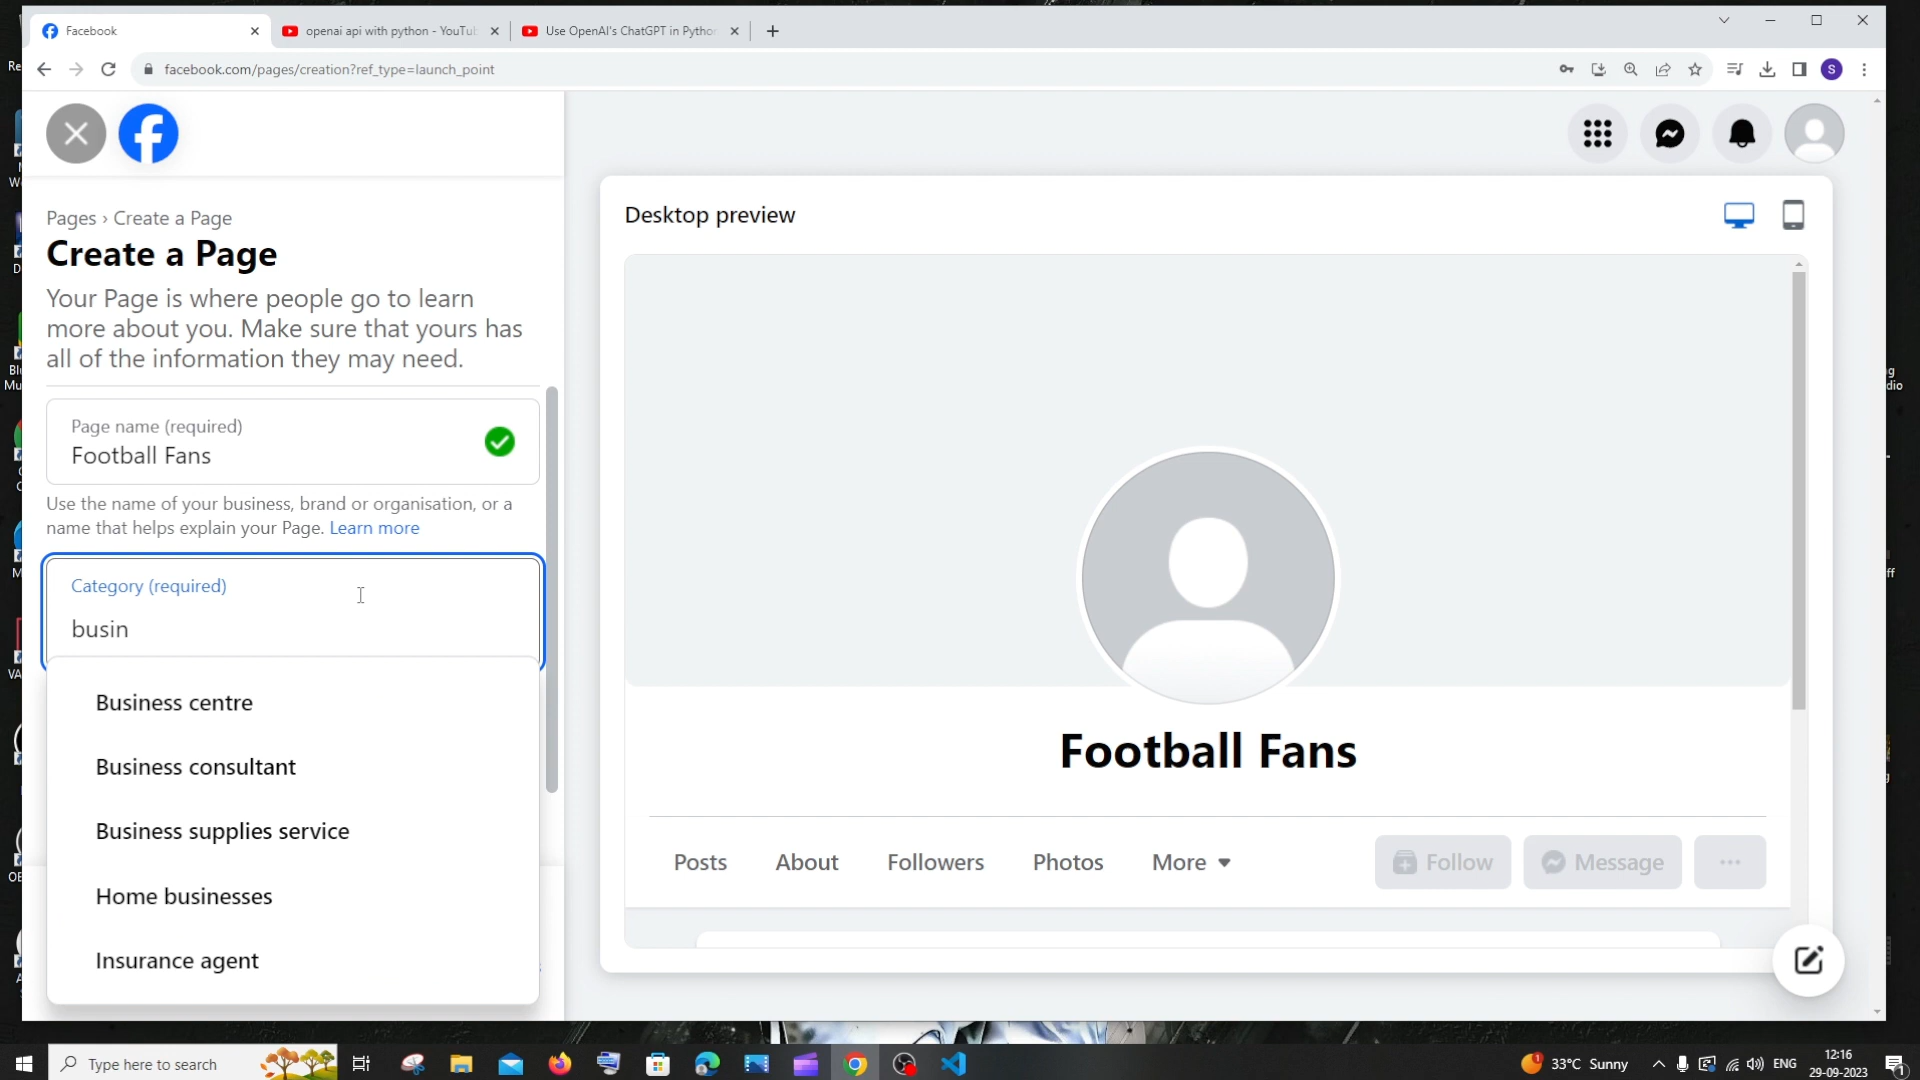 Facebook
openai api with python - YouTu
Use OpenAI's ChatGPT in Pytho
facebook.com/pages/creation?ref_type=launch_point
S
Pages › Create a Page
Create a Page
Your Page is where people go to learn
more about you. Make sure that yours has
all of the information they may need.
Page name (required)
Football Fans
Use the name of your business, brand or organisation, or a
name that helps explain your Page. Learn more
Category (required)
busin
Business centre
Business consultant
Business supplies service
Home businesses
Insurance agent
Desktop preview
Football Fans
Posts
About
Followers
Photos
More
Follow
Message
Type here to search
33°C Sunny
ENG
12:16
29-09-2023
1